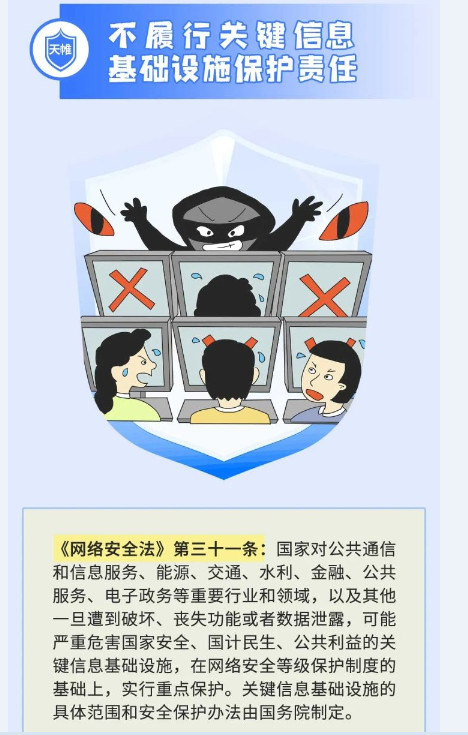 天帷
不履行关键信息
基础设施保护责任
《网络安全法》第三十一条：国家对公共通信
和信息服务、能源、交通、水利、金融、公共
服务、电子政务等重要行业和领域，以及其他
一旦遭到破坏、丧失功能或者数据泄露，可能
严重危害国家安全、国计民生、公共利益的关
键信息基础设施，在网络安全等级保护制度的
基础上，实行重点保护。关键信息基础设施的
具体范围和安全保护办法由国务院制定。